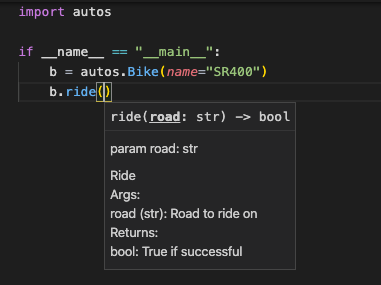 import autos
if __name__ == "__main__":
b = autos.Bike(name="SR400")
b.ride()
ride(road: str) -> bool
param road: str
Ride
Args:
road (str): Road to ride on
Returns:
bool: True if successful